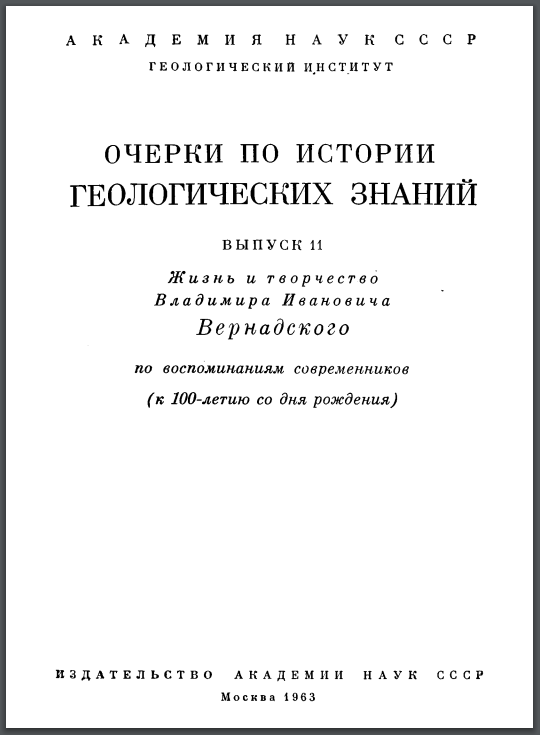 АКАДЕМИЯ НАУК СССР
ГЕОЛОГИЧЕСКИЙ ИНСТИТУТ
ОЧЕРКИ ПО ИСТОРИИ
ГЕОЛОГИЧЕСКИХ ЗНАНИЙ
ВЫПУСК 11
Жизнь и творчество
Владимира Ивановича
Вернадского
по воспоминаниям современников
(к 100-летию со дня рождения)
ИЗДАТЕЛЬСТВО АКАДЕМИИ НАУК СССР
Москва 1963